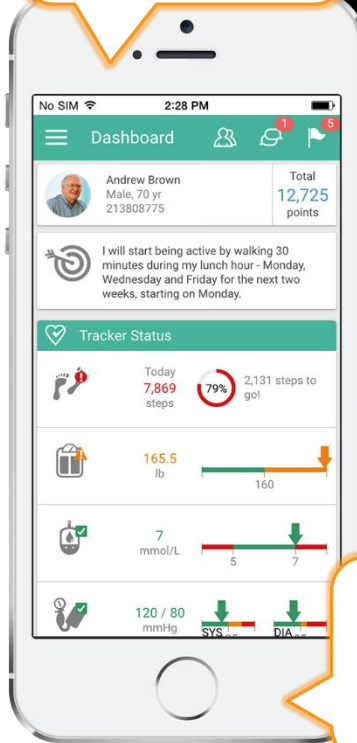 No SIM 2:28 PM
Dashboard 1 5
Andrew Brown
Male, 70 yr
213808775
Total
12,725
points
I will start being active by walking 30
minutes during my lunch hour - Monday,
Wednesday and Friday for the next two
weeks, starting on Monday.
Tracker Status
Today
7,869
steps
79%
2,131 steps to
go!
165.5
lb
160
7
mmol/L
5 7
120 / 80
mmHg
SYS DIA